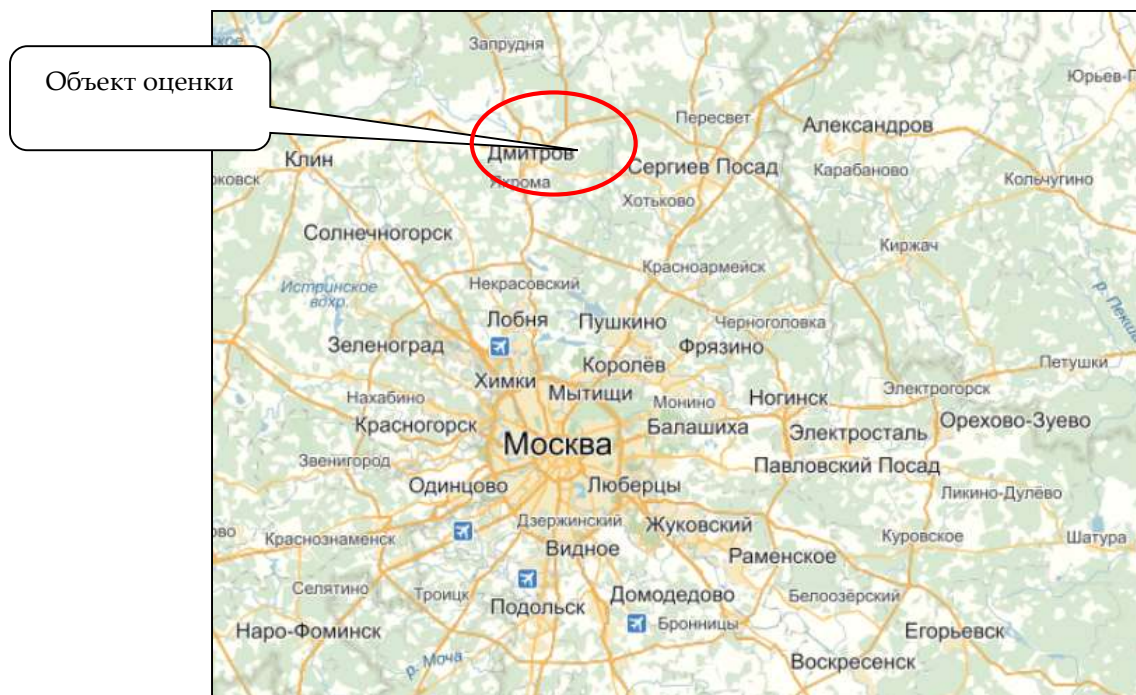 Объект оценки
Запрудня
Юрьев-П
Пересвет
Александров
Дмитров
Клин
Сергиев Посад
Карабаново
Яхрома
Кольчугино
Хотьково
Солнечногорск
Киржач
Красноармейск
Истринское
вдхр.
Некрасовский
р. Пекша
Лобня
Пушкино
Черноголовка
Зеленоград
Фрязино
Королёв
Петушки
Химки
Мытищи
Электрогорск
Нахабино
Монино
Ногинск
Красногорск
Балашиха
Электросталь
Орехово-Зуево
Москва
Звенигород
Павловский Посад
Одинцово
Люберцы
Ликино-Дулёво
Дзержинский
Жуковский
ово
Краснознаменск
Куровское
Шатура
Видное
Раменское
Селятино
Троицк
Домодедово
Белоозёрский
Подольск
Бронницы
Наро-Фоминск
Егорьевск
р. Моча
Воскресенск